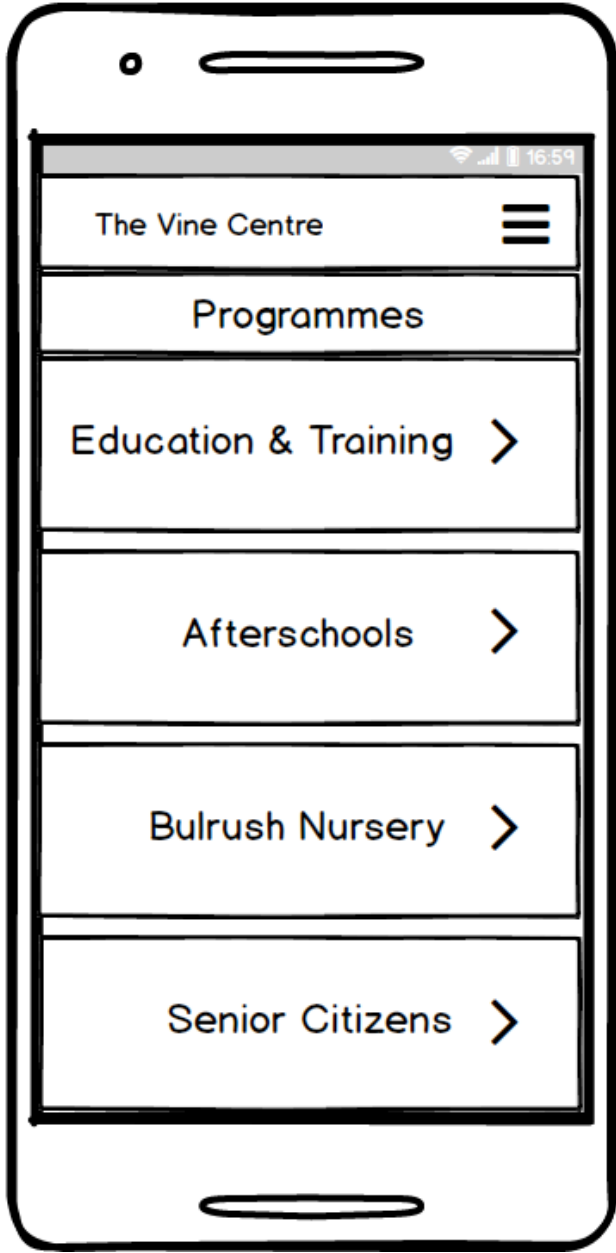 16:59
The Vine Centre
Programmes
Education & Training
Afterschools
Bulrush Nursery
Senior Citizens